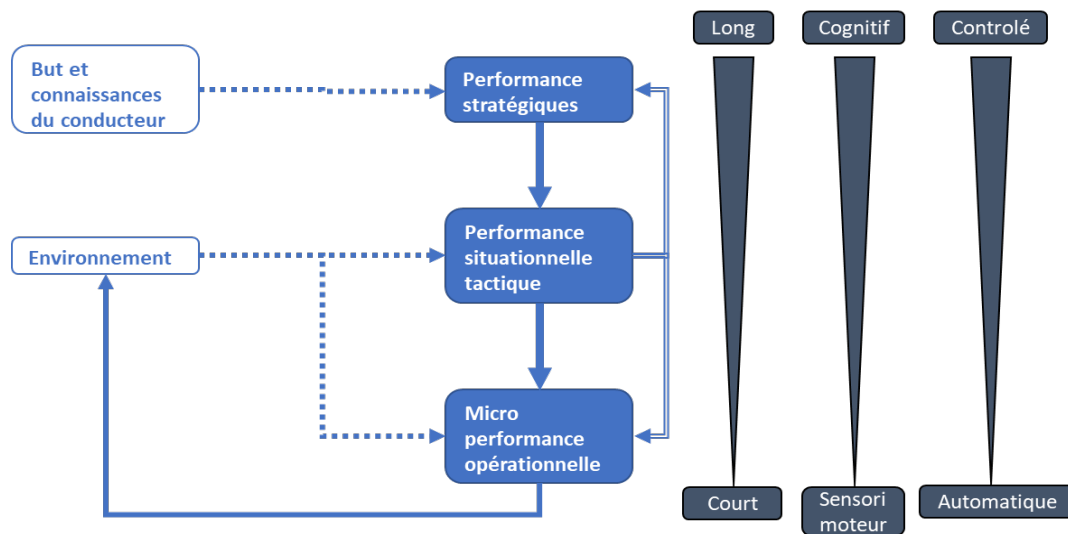 But et
connaissances
du conducteur
Performance
stratégiques
Long
Cognitif
Controlé
Environnement
Performance
situationnelle
tactique
Micro
performance
opérationnelle
Court
Sensori
moteur
Automatique